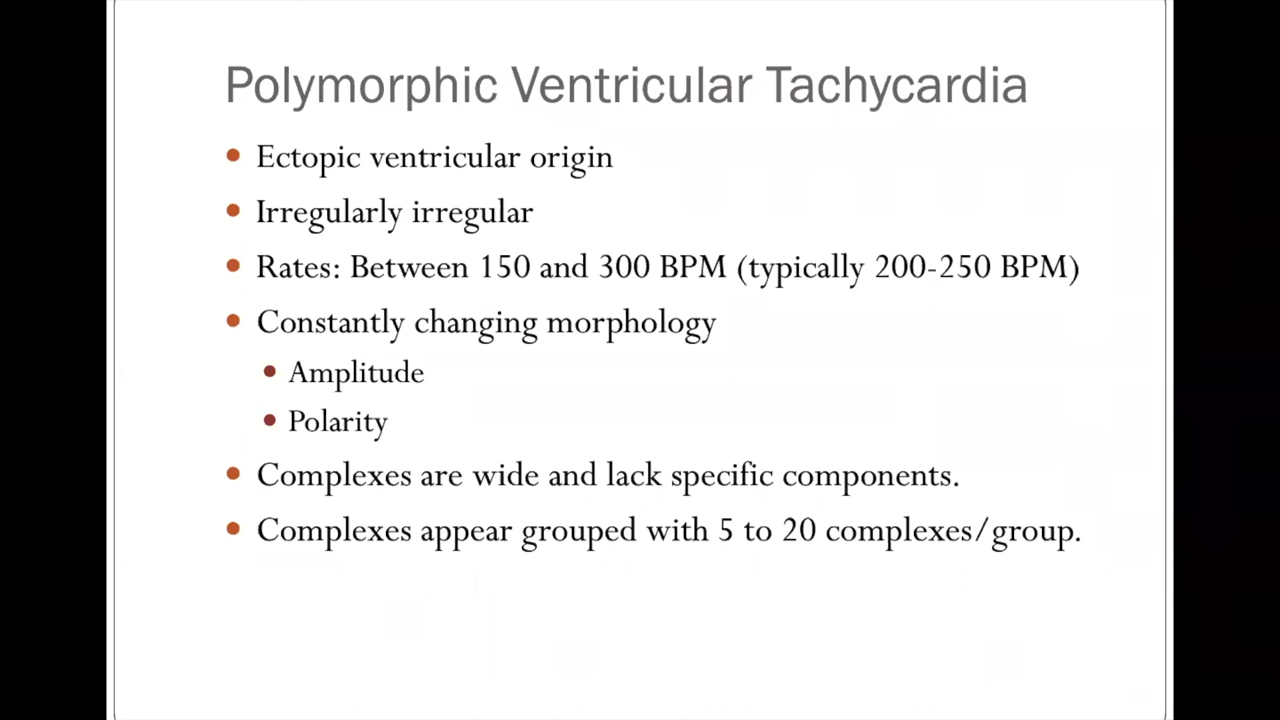 Polymorphic Ventricular Tachycardia
• Ectopic ventricular origin
• Irregularly irregular
• Rates: Between 150 and 300 BPM (typically 200-250 BPM)
• Constantly changing morphology
• Amplitude
• Polarity
• Complexes are wide and lack specific components.
• Complexes appear grouped with 5 to 20 complexes/group.